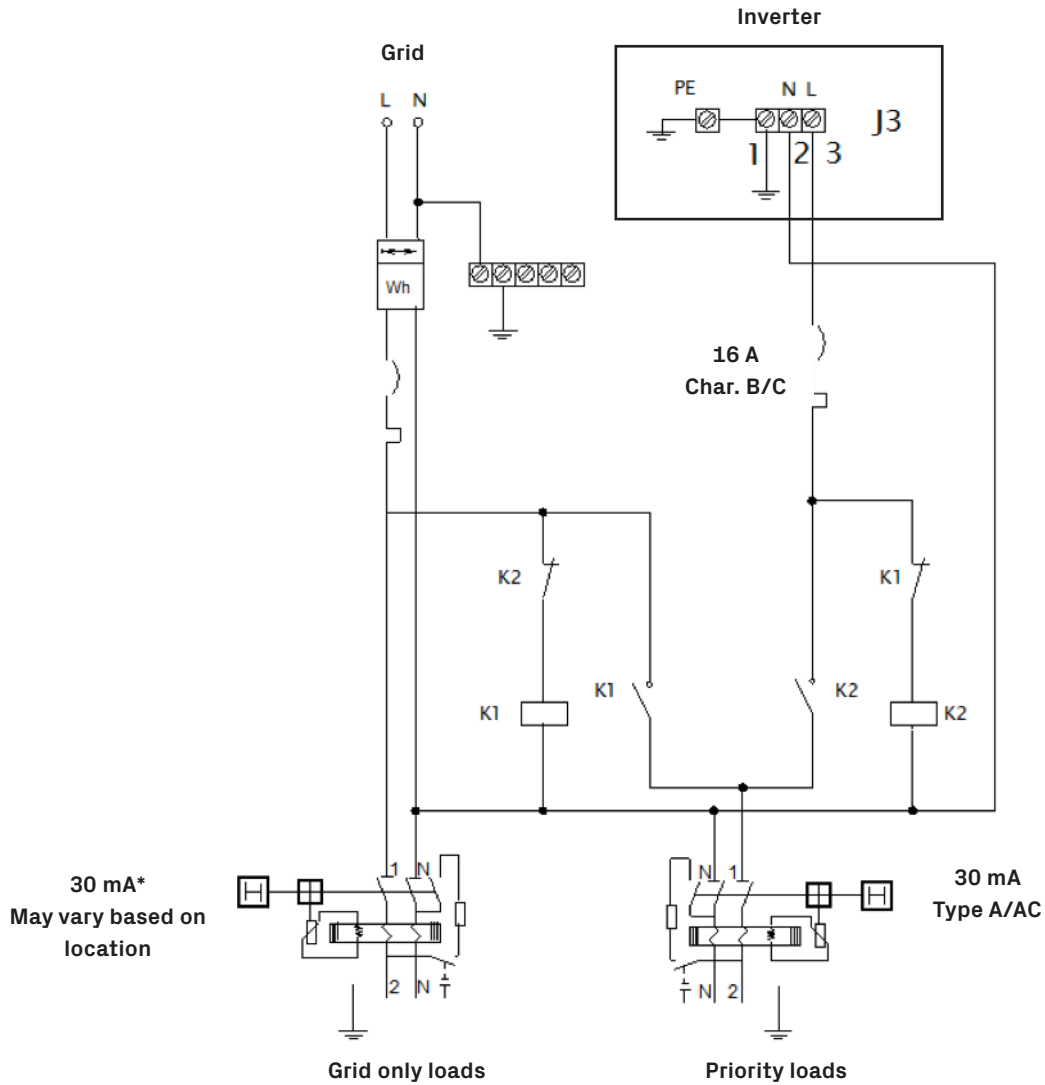 Inverter
Grid
L N
PE
N L
J3
1 2 3
Wh
16 A
Char. B/C
K2
K1
K1
K2
K1
K2
1 N
N 1
30 mA*
May vary based on
location
30 mA
Type A/AC
2 N
N 2
Grid only loads
Priority loads